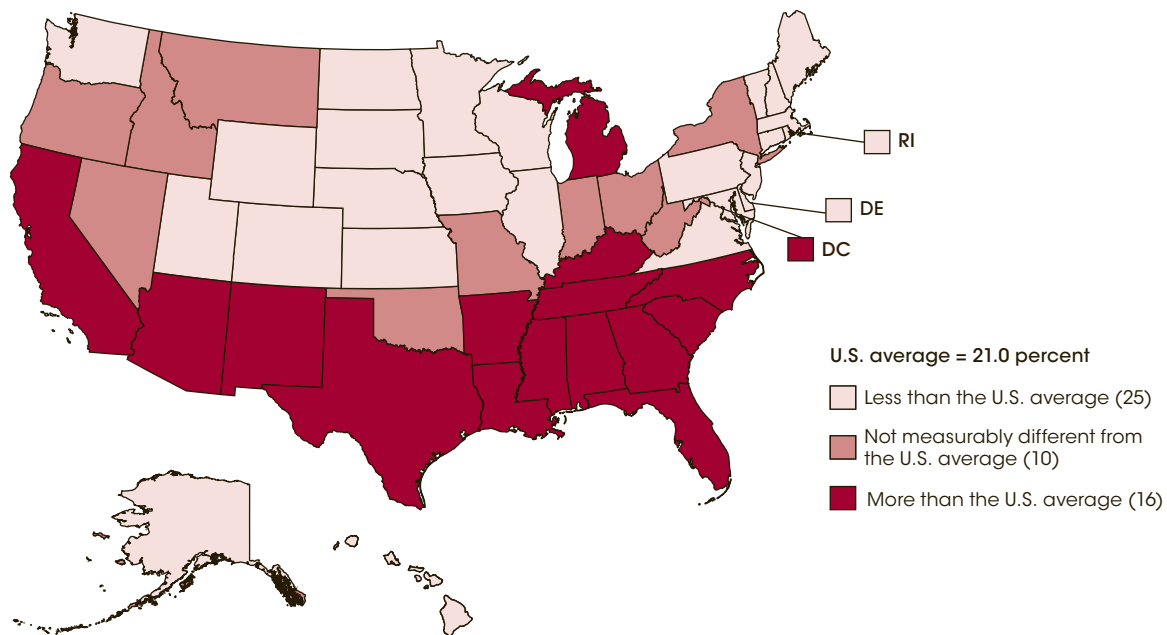 RI
DE
DC
U.S. average = 21.0 percent
Less than the U.S. average (25)
Not measurably different from
the U.S. average (10)
More than the U.S. average (16)